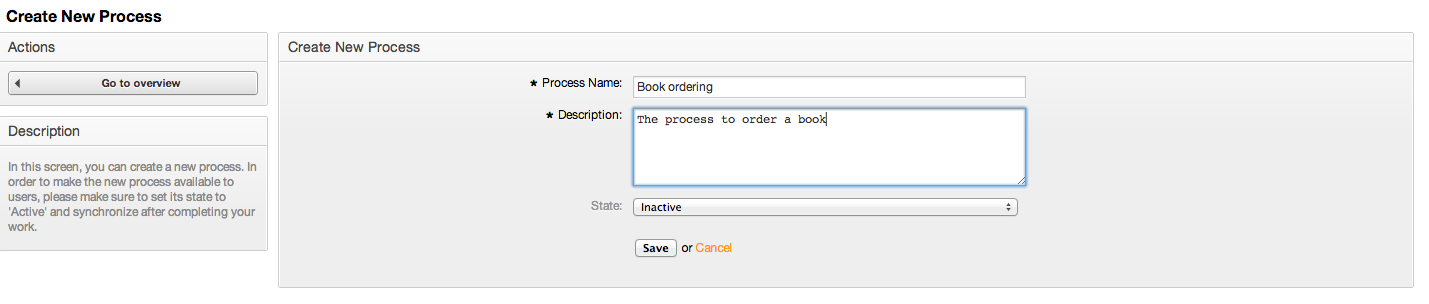 Create New Process
Actions
Go to overview
Description
In this screen, you can create a new process. In
order to make the new process available to
users, please make sure to set its state to
'Active' and synchronize after completing your
work.
Create New Process
★ Process Name: Book ordering
★ Description: The process to order a book
State: Inactive
Save or Cancel